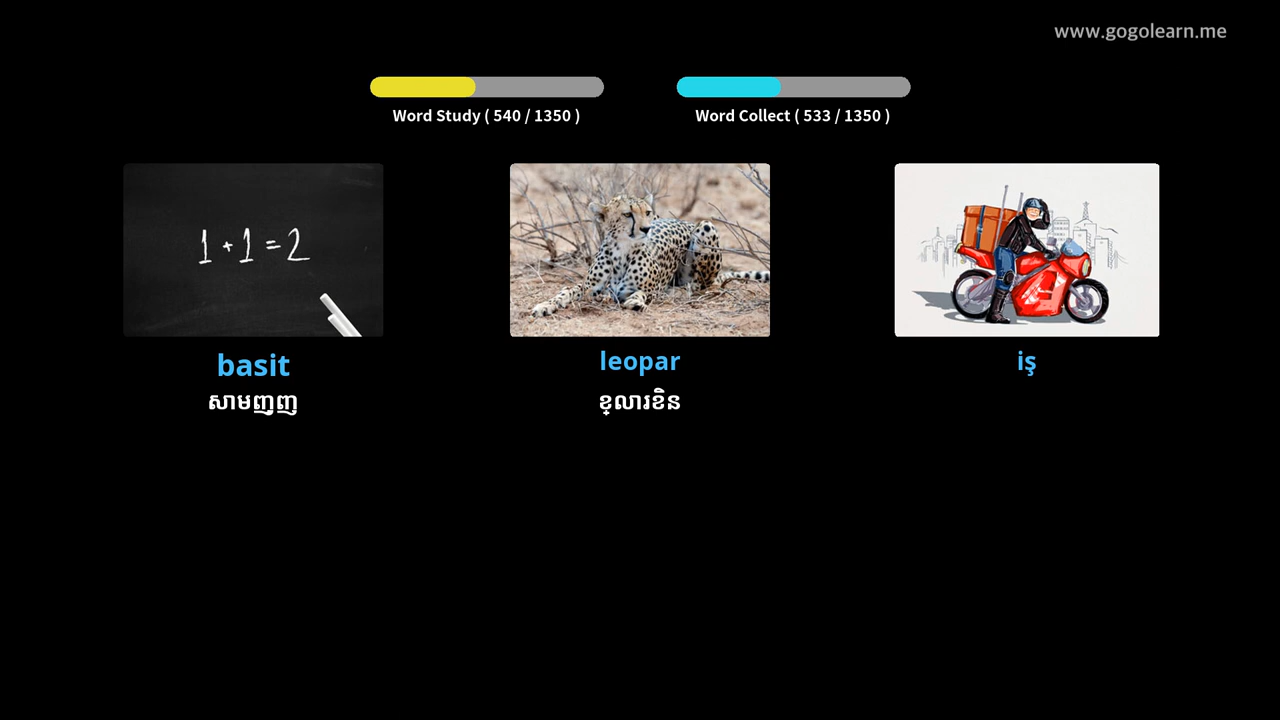 www.gogolearn.me
Word Study ( 540 / 1350 )
Word Collect ( 533 / 1350 )
1 + 1 = 2
basit
leopar
iş
សាមញ្ញ
ខ្លារខិន